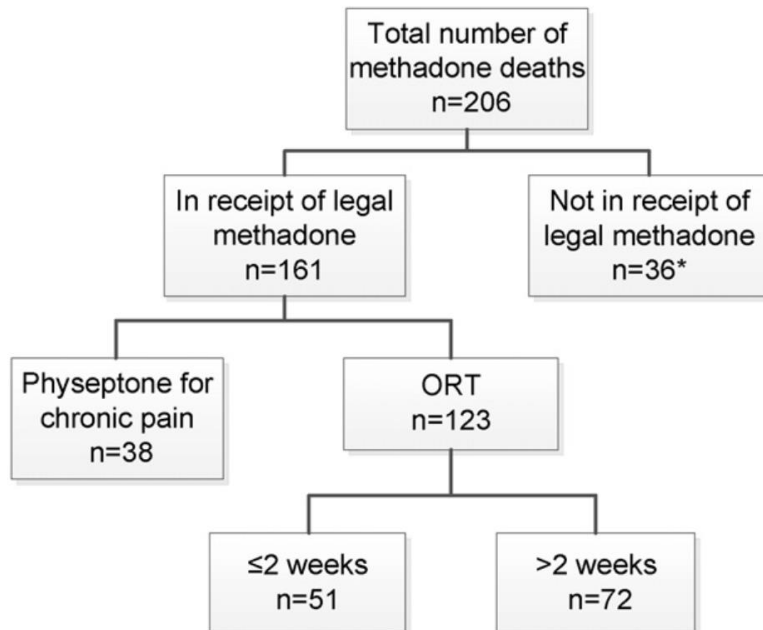 Total number of
methadone deaths
n=206
In receipt of legal
methadone
n=161
Not in receipt of
legal methadone
n=36*
Physeptone for
chronic pain
n=38
ORT
n=123
≤2 weeks
n=51
>2 weeks
n=72